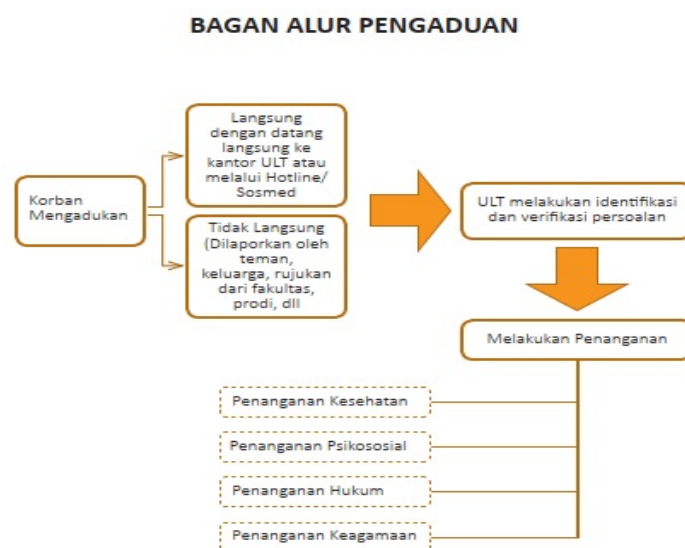 BAGAN ALUR PENGADUAN
Korban
Mengadukan
Langsung
dengan datang
langsung ke
kantor ULT atau
melalui Hotline/
Sosmed
Tidak Langsung
(Dilaporkan oleh
teman,
keluarga, rujukan
dari fakultas,
prodi, dll
ULT melakukan identifikasi
dan verifikasi persoalan
Melakukan Penanganan
Penanganan Kesehatan
Penanganan Psikososial
Penanganan Hukum
Penanganan Keagamaan